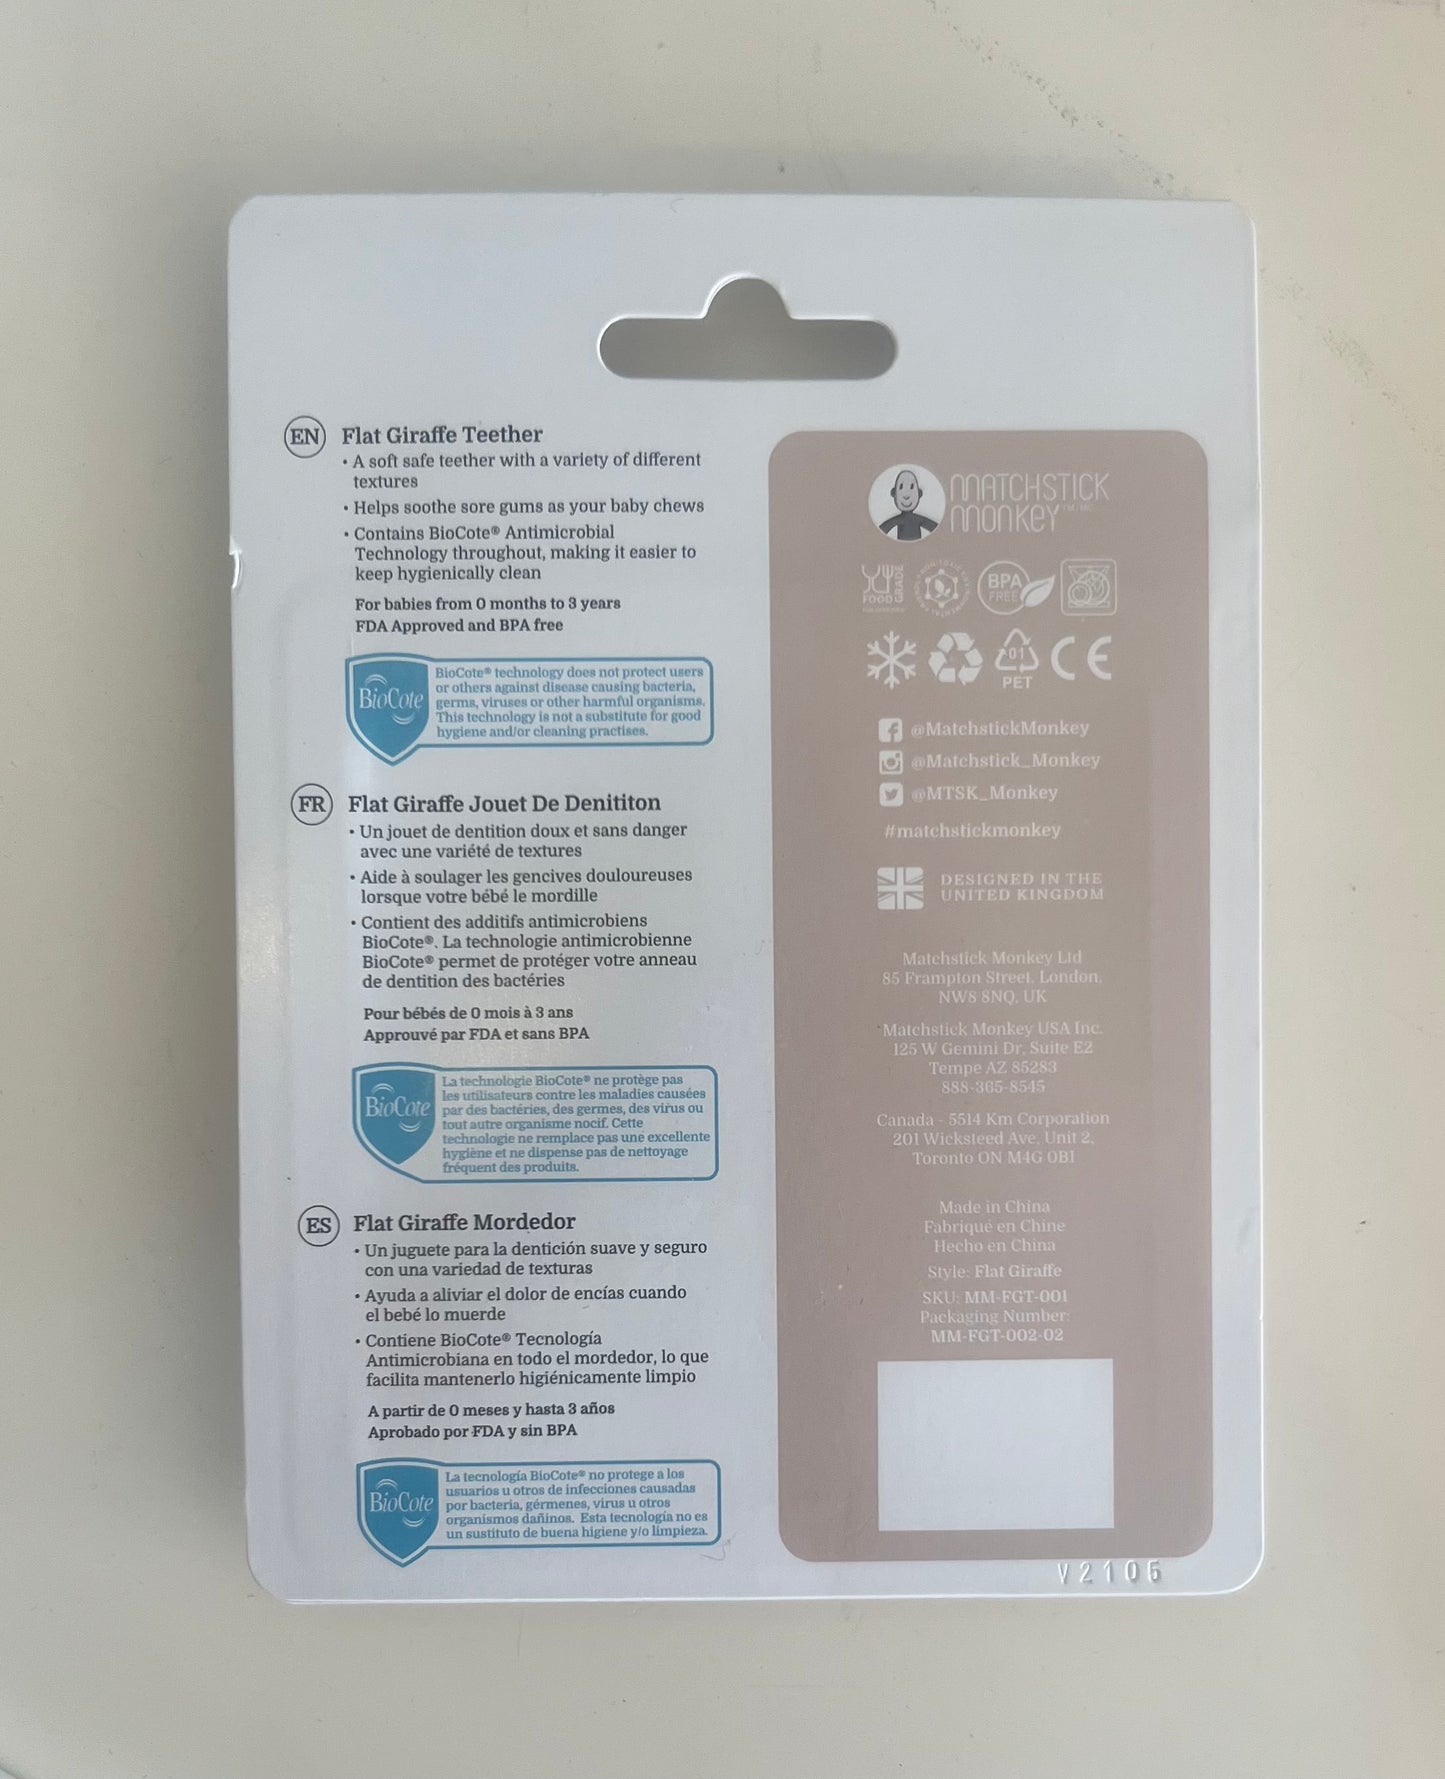 EN Flat Giraffe Teether
• A soft safe teether with a variety of different
textures
• Helps soothe sore gums as your baby chews
• Contains BioCote® Antimicrobial
Technology throughout, making it easier to
keep hygienically clean
For babies from 0 months to 3 years
FDA Approved and BPA free
BioCote
BioCote® technology does not protect users
or others against disease causing bacteria,
germs, viruses or other harmful organisms.
This technology is not a substitute for good
hygiene and/or cleaning practises.
FR Flat Giraffe Jouet De Denititon
• Un jouet de dentition doux et sans danger
avec une variété de textures
• Aide à soulager les gencives douloureuses
lorsque votre bébé le mordille
• Contient des additifs antimicrobiens
BioCote®. La technologie antimicrobienne
BioCote® permet de protéger votre anneau
de dentition des bactéries
Pour bébés de 0 mois à 3 ans
Approuvé par FDA et sans BPA
BioCote
La technologie BioCote® ne protège pas
les utilisateurs contre les maladies causées
par des bactéries, des germes, des virus ou
tout autre organisme nocif. Cette
technologie ne remplace pas une excellente
hygiène et ne dispense pas de nettoyage
fréquent des produits.
ES Flat Giraffe Mordedor
• Un juguete para la dentición suave y seguro
con una variedad de texturas
• Ayuda a aliviar el dolor de encías cuando
el bebé lo muerde
• Contiene BioCote® Tecnología
Antimicrobiana en todo el mordedor, lo que
facilita mantenerlo higiénicamente limpio
A partir de 0 meses y hasta 3 años
Aprobado por FDA y sin BPA
BioCote
La tecnología BioCote® no protege a los
usuarios u otros de infecciones causadas
por bacteria, gérmenes, virus u otros
organismos dañinos. Esta tecnología no es
un sustituto de buena higiene y/o limpieza.
MATCHSTICK
MONKEY
FOOD GRADE
BPA
FREE
01
PET
CE
@MatchstickMonkey
@Matchstick_Monkey
@MTSK_Monkey
#matchstickmonkey
DESIGNED IN THE
UNITED KINGDOM
Matchstick Monkey Ltd
85 Frampton Street, London,
NW8 8NQ, UK
Matchstick Monkey USA Inc.
125 W Gemini Dr, Suite E2
Tempe AZ 85283
888-365-8545
Canada - 5514 Km Corporation
201 Wicksteed Ave, Unit 2,
Toronto ON M4G 0B1
Made in China
Fabriqué en Chine
Hecho en China
Style: Flat Giraffe
SKU: MM-FGT-001
Packaging Number:
MM-FGT-002-02
V2105